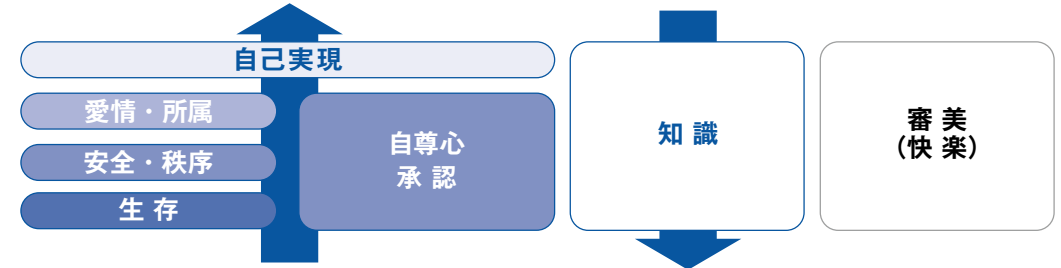 自己実現
愛情・所属
安全・秩序
生存
自尊心
承認
知識
審美
（快楽）